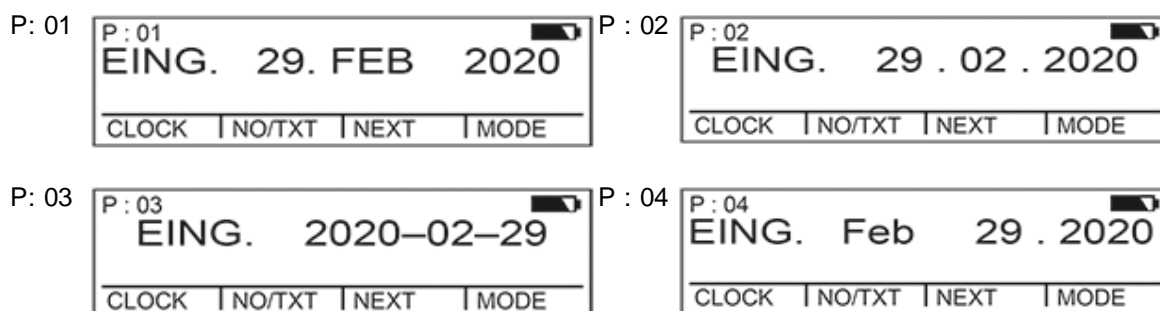 P: 01
P : 01
EING. 29. FEB 2020
CLOCK NO/TXT NEXT MODE
P : 02
P : 02
EING. 29 . 02 . 2020
CLOCK NO/TXT NEXT MODE
P: 03
P : 03
EING. 2020–02–29
CLOCK NO/TXT NEXT MODE
P : 04
P : 04
EING. Feb 29 . 2020
CLOCK NO/TXT NEXT MODE